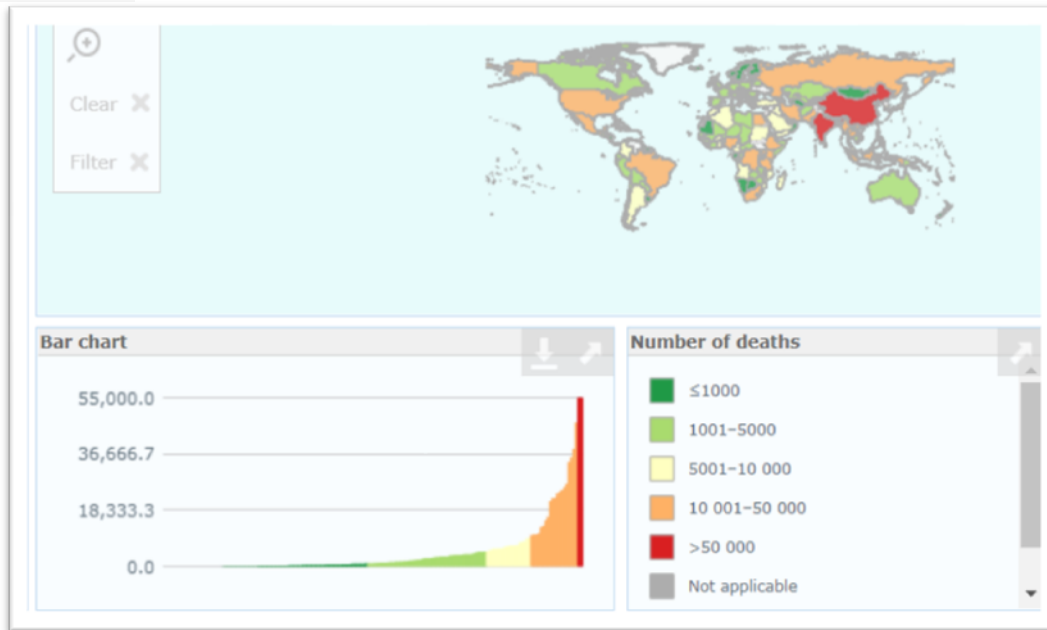 Clear
Filter
Bar chart
55,000.0
36,666.7
18,333.3
0.0
Number of deaths
≤1000
1001–5000
5001–10 000
10 001–50 000
>50 000
Not applicable